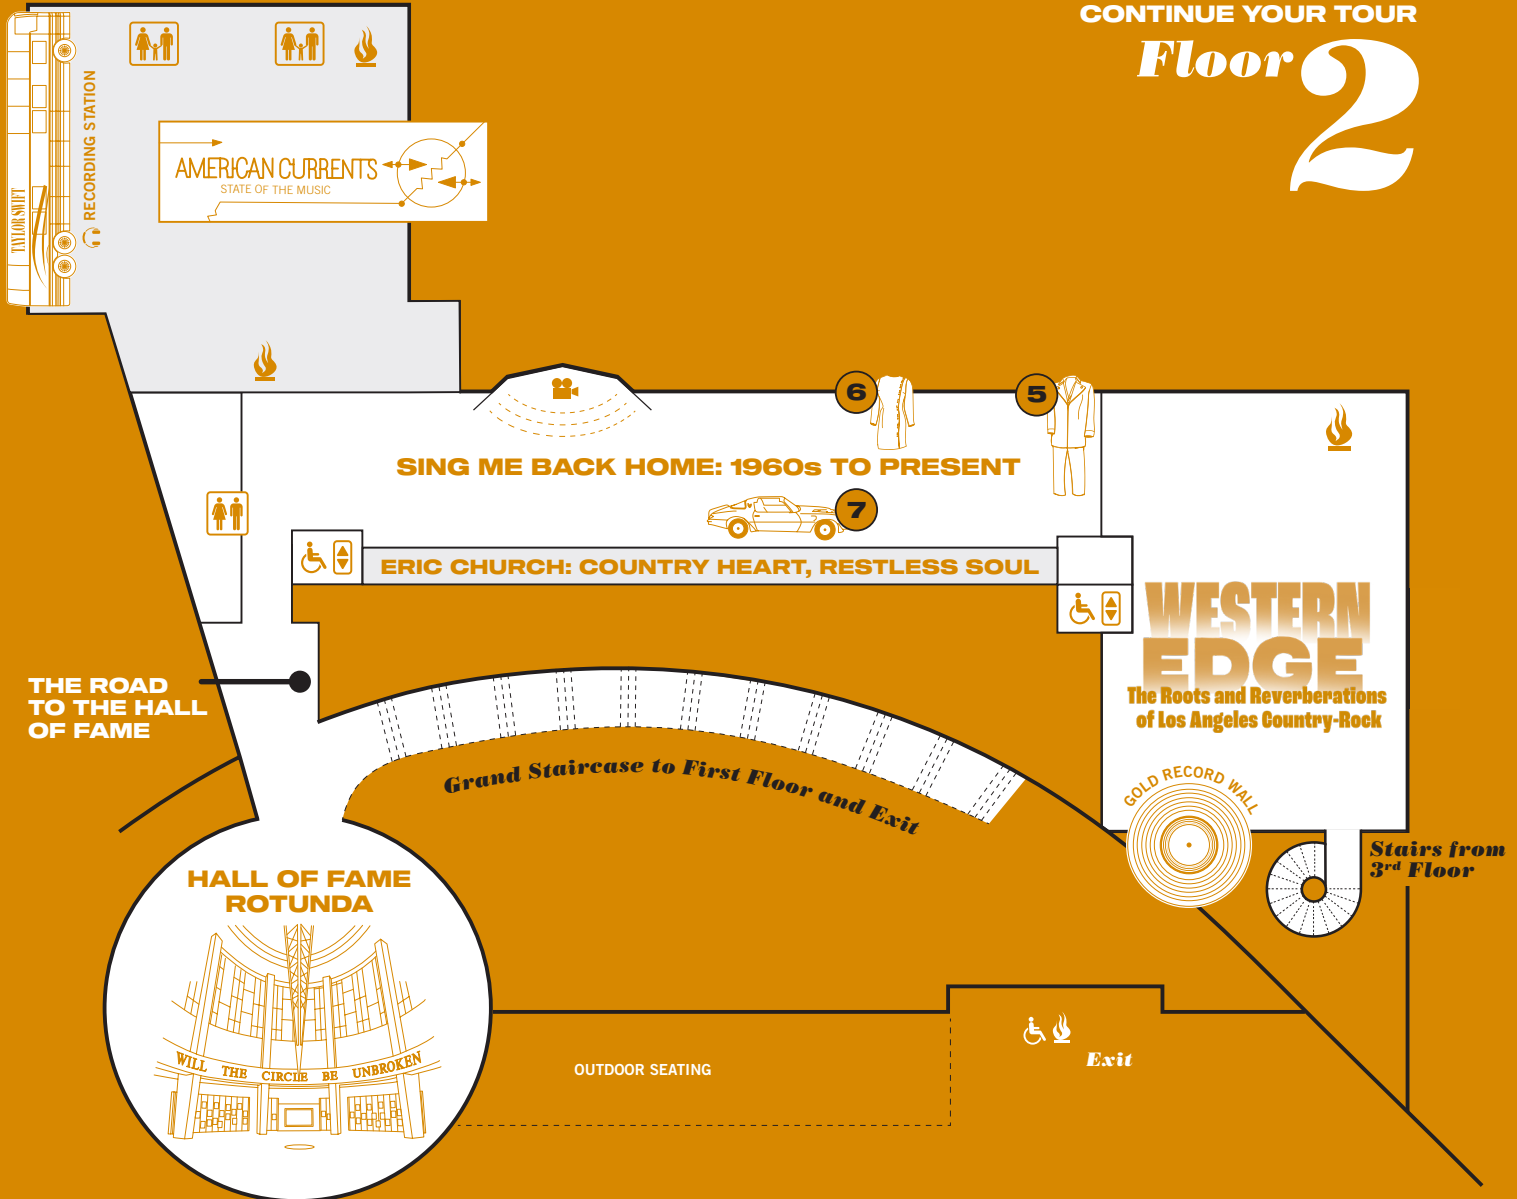 CONTINUE YOUR TOUR
Floor 2
RECORDING STATION
TAYLOR SWIFT
AMERICAN CURRENTS
STATE OF THE MUSIC
6
5
SING ME BACK HOME: 1960s TO PRESENT
7
ERIC CHURCH: COUNTRY HEART, RESTLESS SOUL
WESTERN
EDGE
The Roots and Reverberations
of Los Angeles Country-Rock
THE ROAD
TO THE HALL
OF FAME
Grand Staircase to First Floor and Exit
GOLD RECORD WALL
Stairs from
3rd Floor
HALL OF FAME
ROTUNDA
WILL THE CIRCLE BE UNBROKEN
OUTDOOR SEATING
Exit